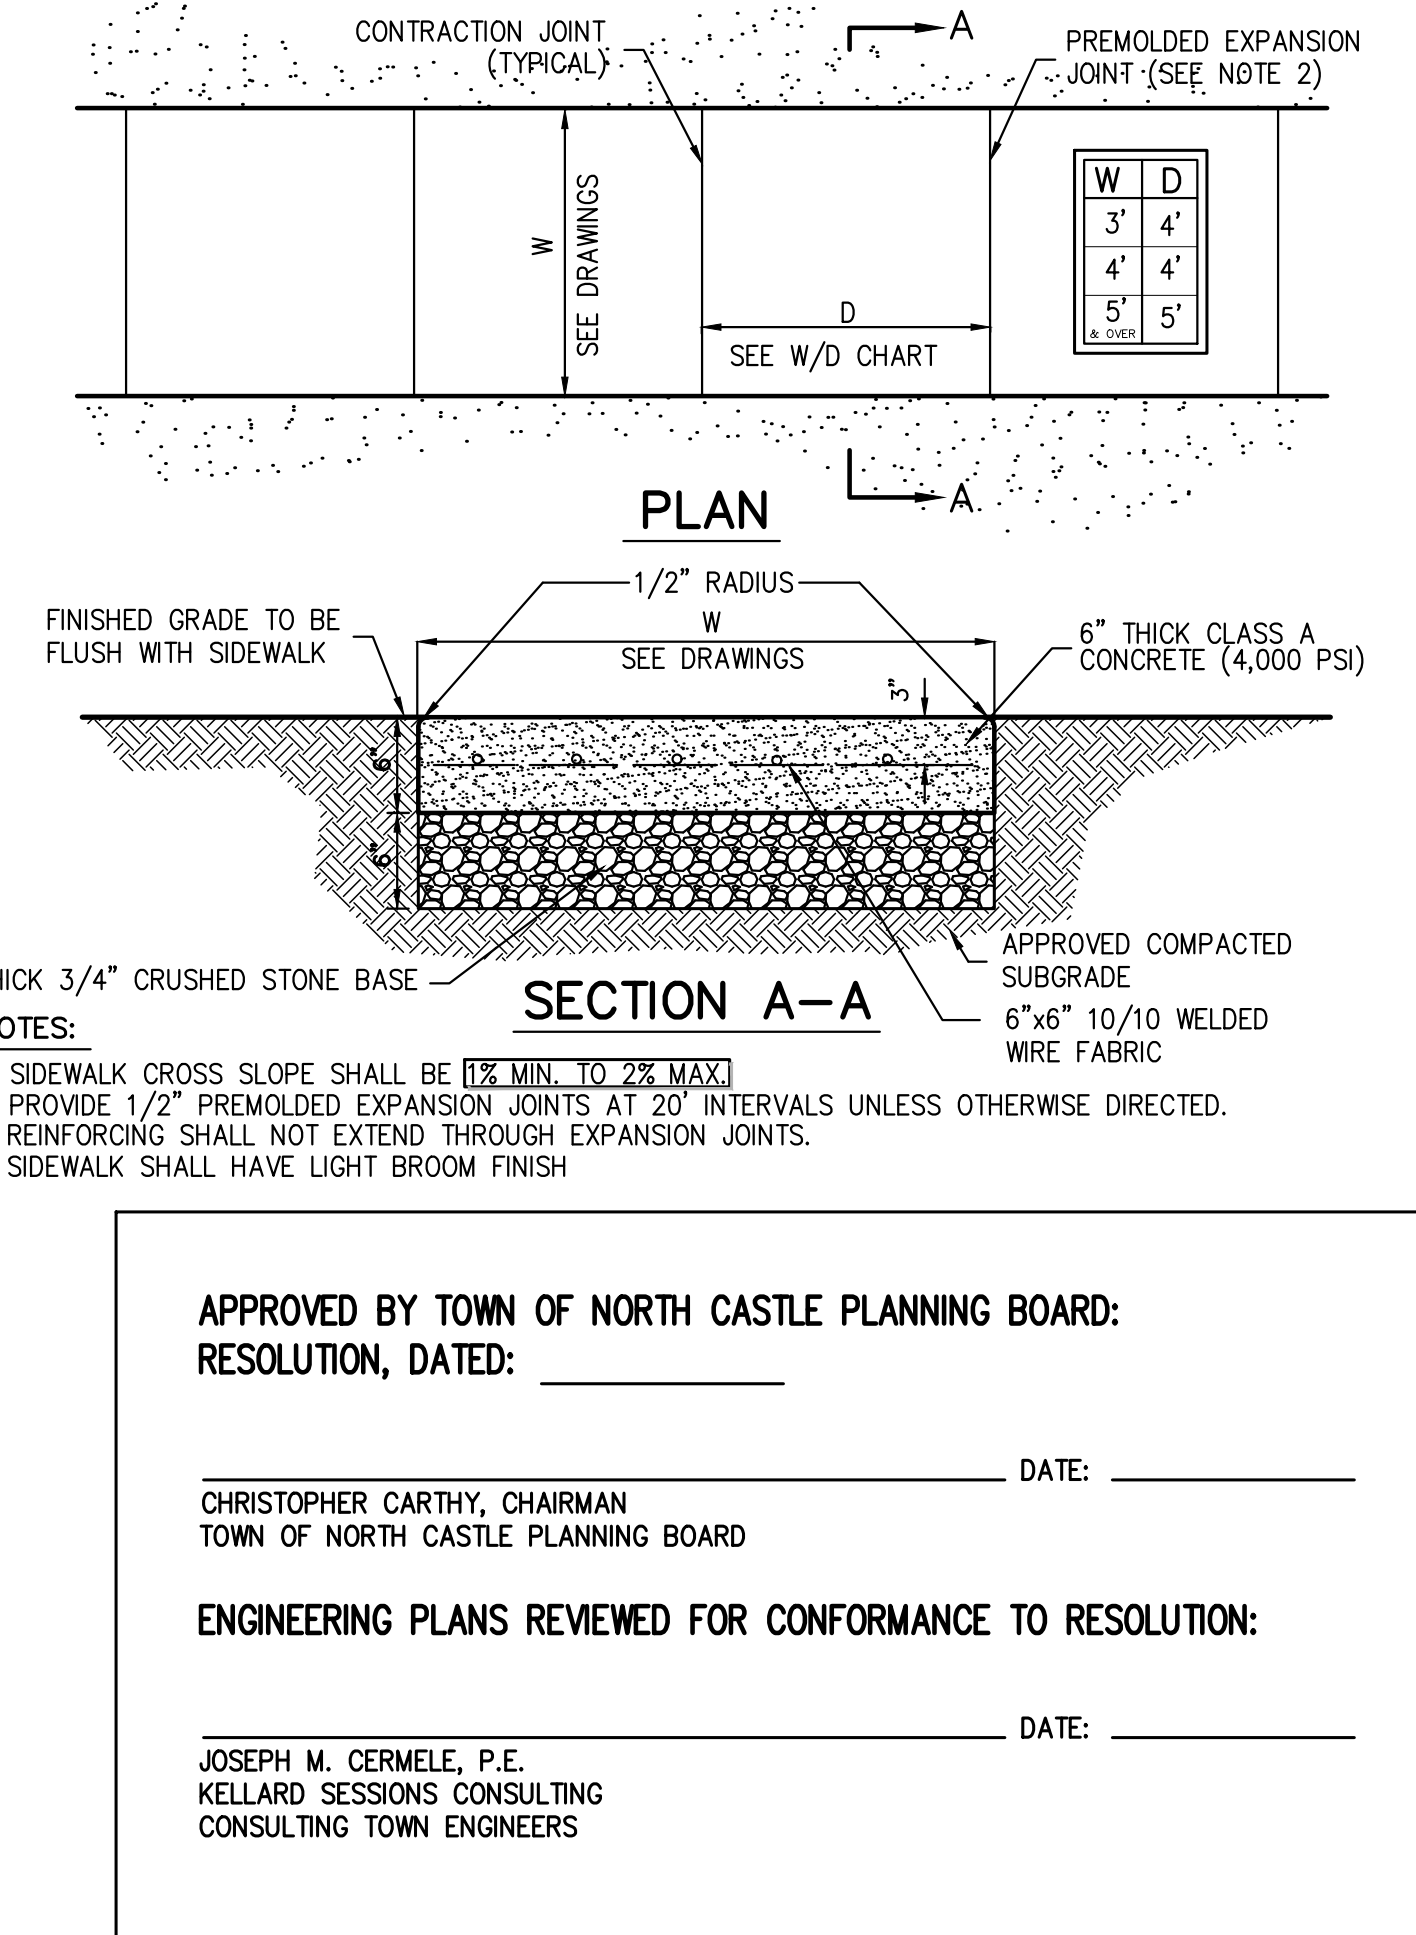 CONTRACTION JOINT
(TYPICAL)
A
PREMOLDED EXPANSION
JOINT (SEE NOTE 2)
W
SEE DRAWINGS
D
SEE W/D CHART
W D
3' 4'
4' 4'
5' & OVER 5'
A
PLAN
1/2" RADIUS
FINISHED GRADE TO BE
FLUSH WITH SIDEWALK
W
SEE DRAWINGS
6" THICK CLASS A
CONCRETE (4,000 PSI)
3"
6"
6"
APPROVED COMPACTED
SUBGRADE
HICK 3/4" CRUSHED STONE BASE
SECTION A-A
6"x6" 10/10 WELDED
WIRE FABRIC
OTES:
SIDEWALK CROSS SLOPE SHALL BE 1% MIN. TO 2% MAX.
PROVIDE 1/2" PREMOLDED EXPANSION JOINTS AT 20' INTERVALS UNLESS OTHERWISE DIRECTED.
REINFORCING SHALL NOT EXTEND THROUGH EXPANSION JOINTS.
SIDEWALK SHALL HAVE LIGHT BROOM FINISH
APPROVED BY TOWN OF NORTH CASTLE PLANNING BOARD:
RESOLUTION, DATED:
DATE:
CHRISTOPHER CARTHY, CHAIRMAN
TOWN OF NORTH CASTLE PLANNING BOARD
ENGINEERING PLANS REVIEWED FOR CONFORMANCE TO RESOLUTION:
DATE:
JOSEPH M. CERMELE, P.E.
KELLARD SESSIONS CONSULTING
CONSULTING TOWN ENGINEERS